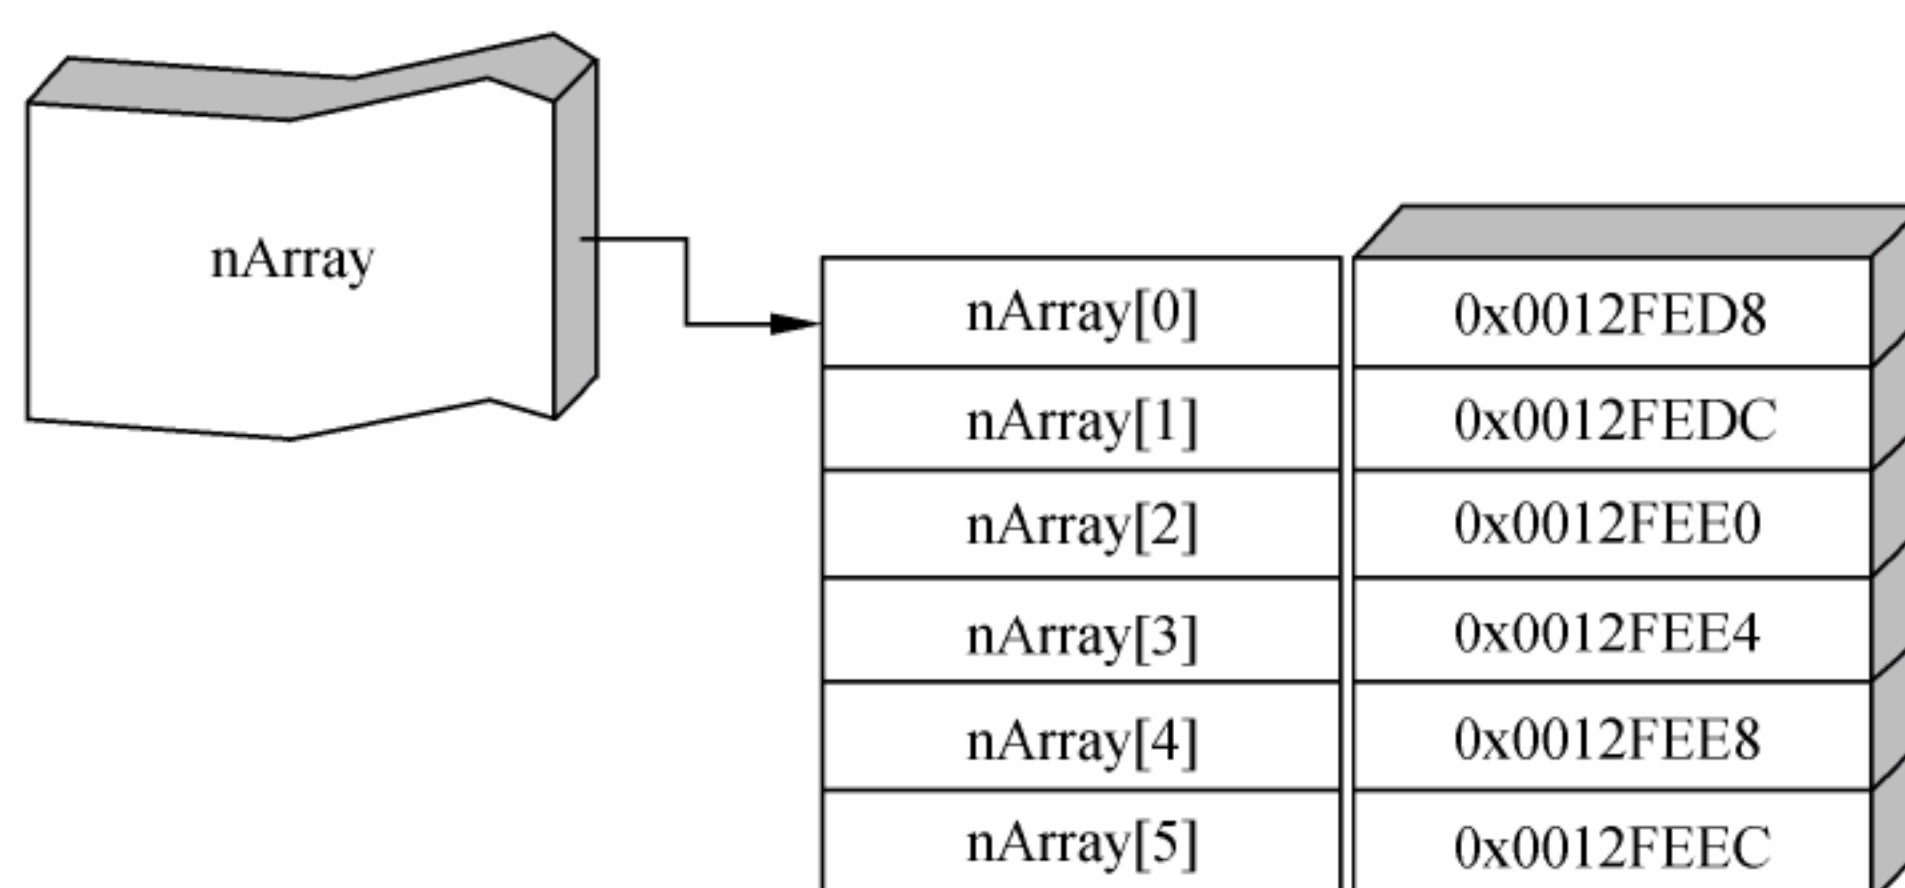 nArray
nArray[0] 0x0012FED8
nArray[1] 0x0012FEDC
nArray[2] 0x0012FEE0
nArray[3] 0x0012FEE4
nArray[4] 0x0012FEE8
nArray[5] 0x0012FEEC